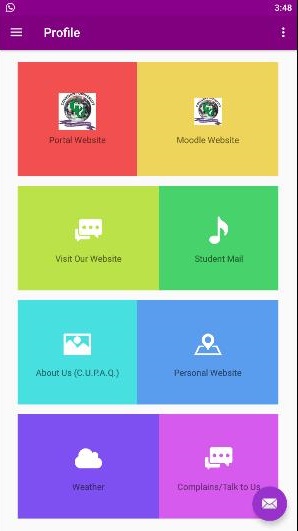 3:48
Profile
Portal Website
Moodle Website
Visit Our Website
Student Mail
About Us (C.U.P.A.Q.)
Personal Website
Weather
Complains/Talk to Us